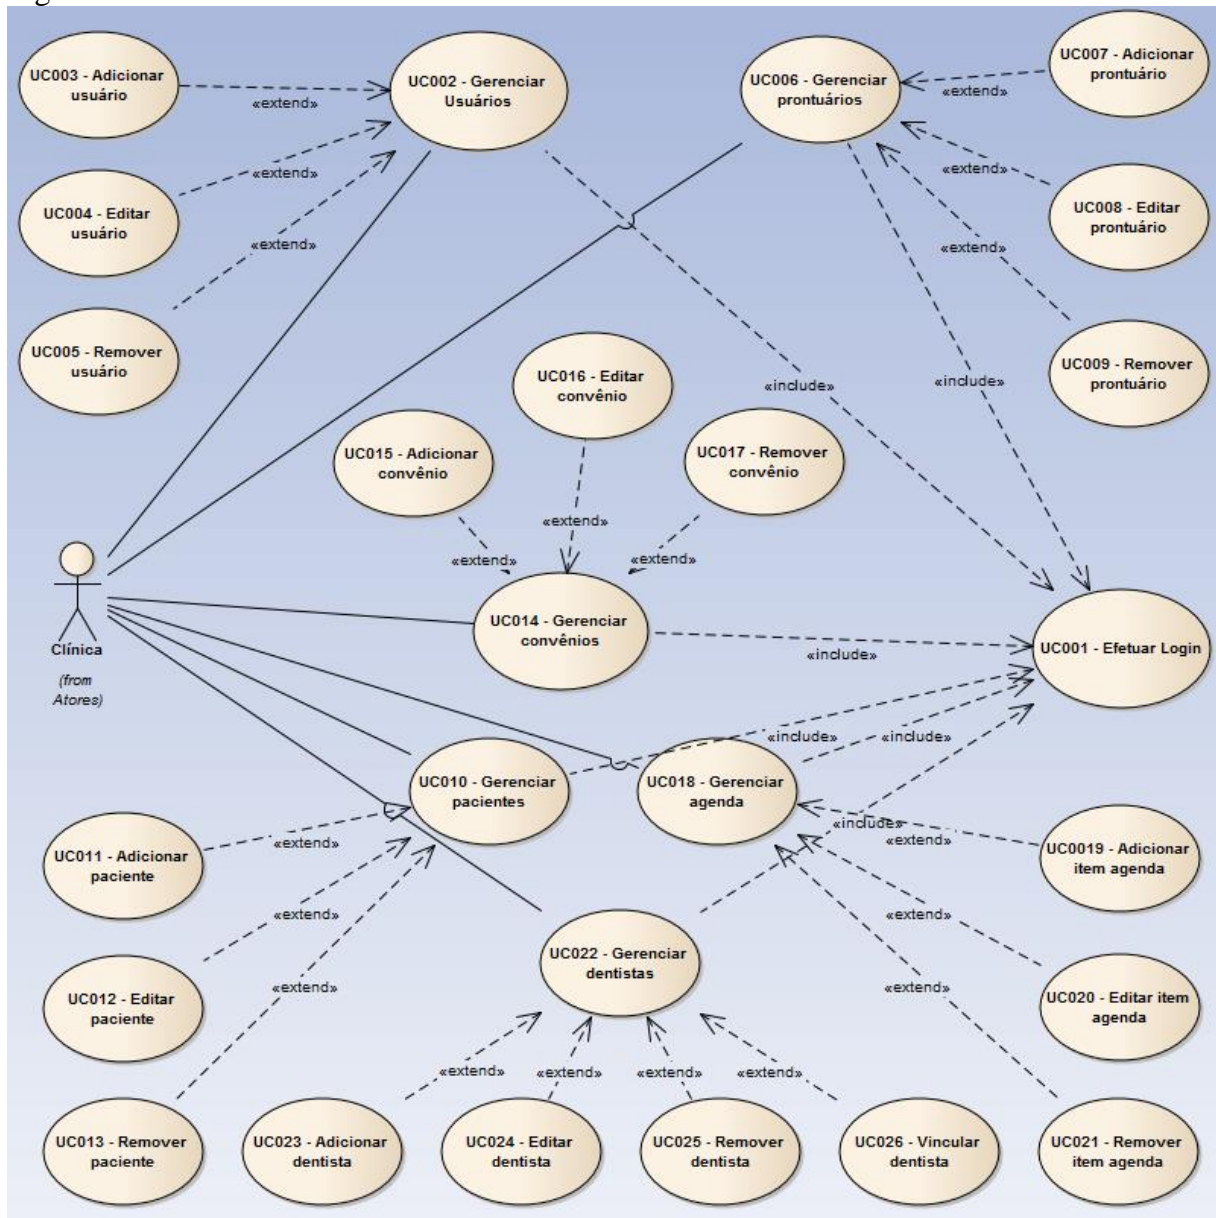 UC003 - Adicionar
usuário
UC002 - Gerenciar
Usuários
UC006 - Gerenciar
prontuários
UC007 - Adicionar
prontuário
«extend»
«extend»
UC004 - Editar
usuário
«extend»
«extend»
UC008 - Editar
prontuário
«extend»
«extend»
UC005 - Remover
usuário
UC009 - Remover
prontuário
UC016 - Editar
convênio
«include»
«include»
UC015 - Adicionar
convênio
UC017 - Remover
convênio
«extend»
«extend»
«extend»
Clínica
(from
Atores)
UC014 - Gerenciar
convênios
«include»
UC001 - Efetuar Login
«include»
«include»
UC010 - Gerenciar
pacientes
UC018 - Gerenciar
agenda
«include»
«extend»
UC011 - Adicionar
paciente
«extend»
UC0019 - Adicionar
item agenda
«extend»
«extend»
UC022 - Gerenciar
dentistas
«extend»
«extend»
UC012 - Editar
paciente
UC020 - Editar item
agenda
«extend»
«extend»
«extend»
«extend»
UC013 - Remover
paciente
UC023 - Adicionar
dentista
UC024 - Editar
dentista
UC025 - Remover
dentista
UC026 - Vincular
dentista
UC021 - Remover
item agenda